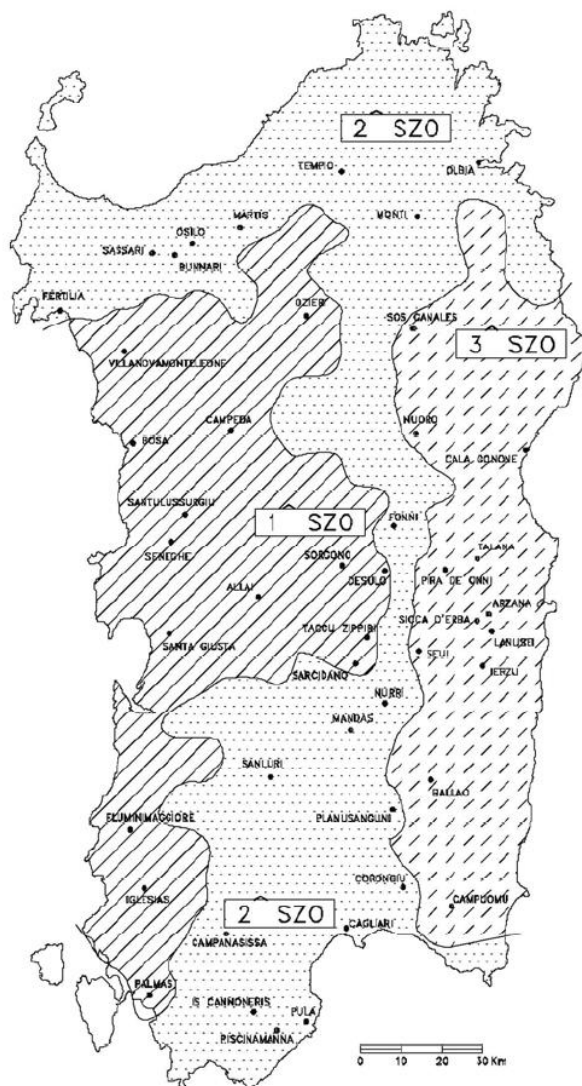 2 SZO
TEMPIO
OLBIA
MARTIS
MONTI
OSILO
SASSARI
BUNNARI
FERTILIA
OZIERI
SOS CANALES
3 SZO
VILLANOVAMONTELEONE
CAMPEDA
NUORO
BOSA
CALA GONONE
SANTULUSSURGIU
1 SZO
FONNI
SENEGHE
TALANA
SORGONO
DESULO
PIRA DE ONNI
ALLAI
ARZANA
SICCA D'ERBA
SANTA GIUSTA
TACCU ZIPPIRI
LANUSEI
SEUI
SARCIDANO
JERZU
NURRI
MANDAS
SANLURI
BALLAO
PLANUSANGUNI
FLUMINIMAGGIORE
CORONGIU
IGLESIAS
CAMPUOMU
2 SZO
CAGLIARI
CAMPANASISSA
PALMAS
IS CANNONERIS
PULA
PISCINAMANNA
0 10 20 30 Km